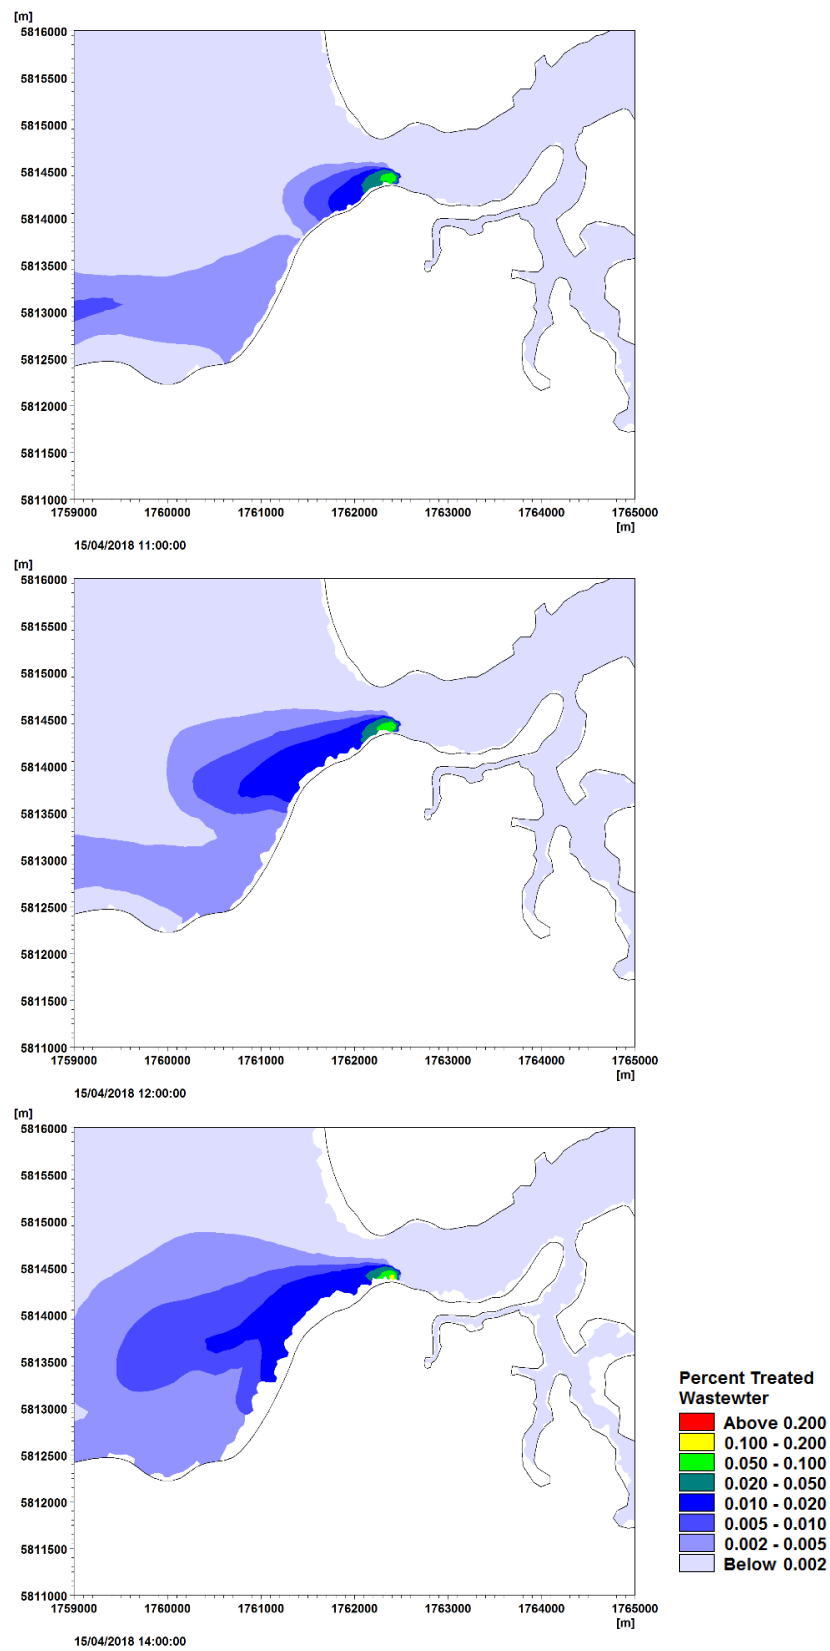 [m]
5816000
5815500
5815000
5814500
5814000
5813500
5813000
5812500
5812000
5811500
5811000
1759000 1760000 1761000 1762000 1763000 1764000 1765000
[m]
15/04/2018 11:00:00
[m]
5816000
5815500
5815000
5814500
5814000
5813500
5813000
5812500
5812000
5811500
5811000
1759000 1760000 1761000 1762000 1763000 1764000 1765000
[m]
15/04/2018 12:00:00
[m]
5816000
5815500
5815000
5814500
5814000
5813500
5813000
5812500
5812000
5811500
5811000
1759000 1760000 1761000 1762000 1763000 1764000 1765000
[m]
15/04/2018 14:00:00
Percent Treated
Wastewter
Above 0.200
0.100 - 0.200
0.050 - 0.100
0.020 - 0.050
0.010 - 0.020
0.005 - 0.010
0.002 - 0.005
Below 0.002